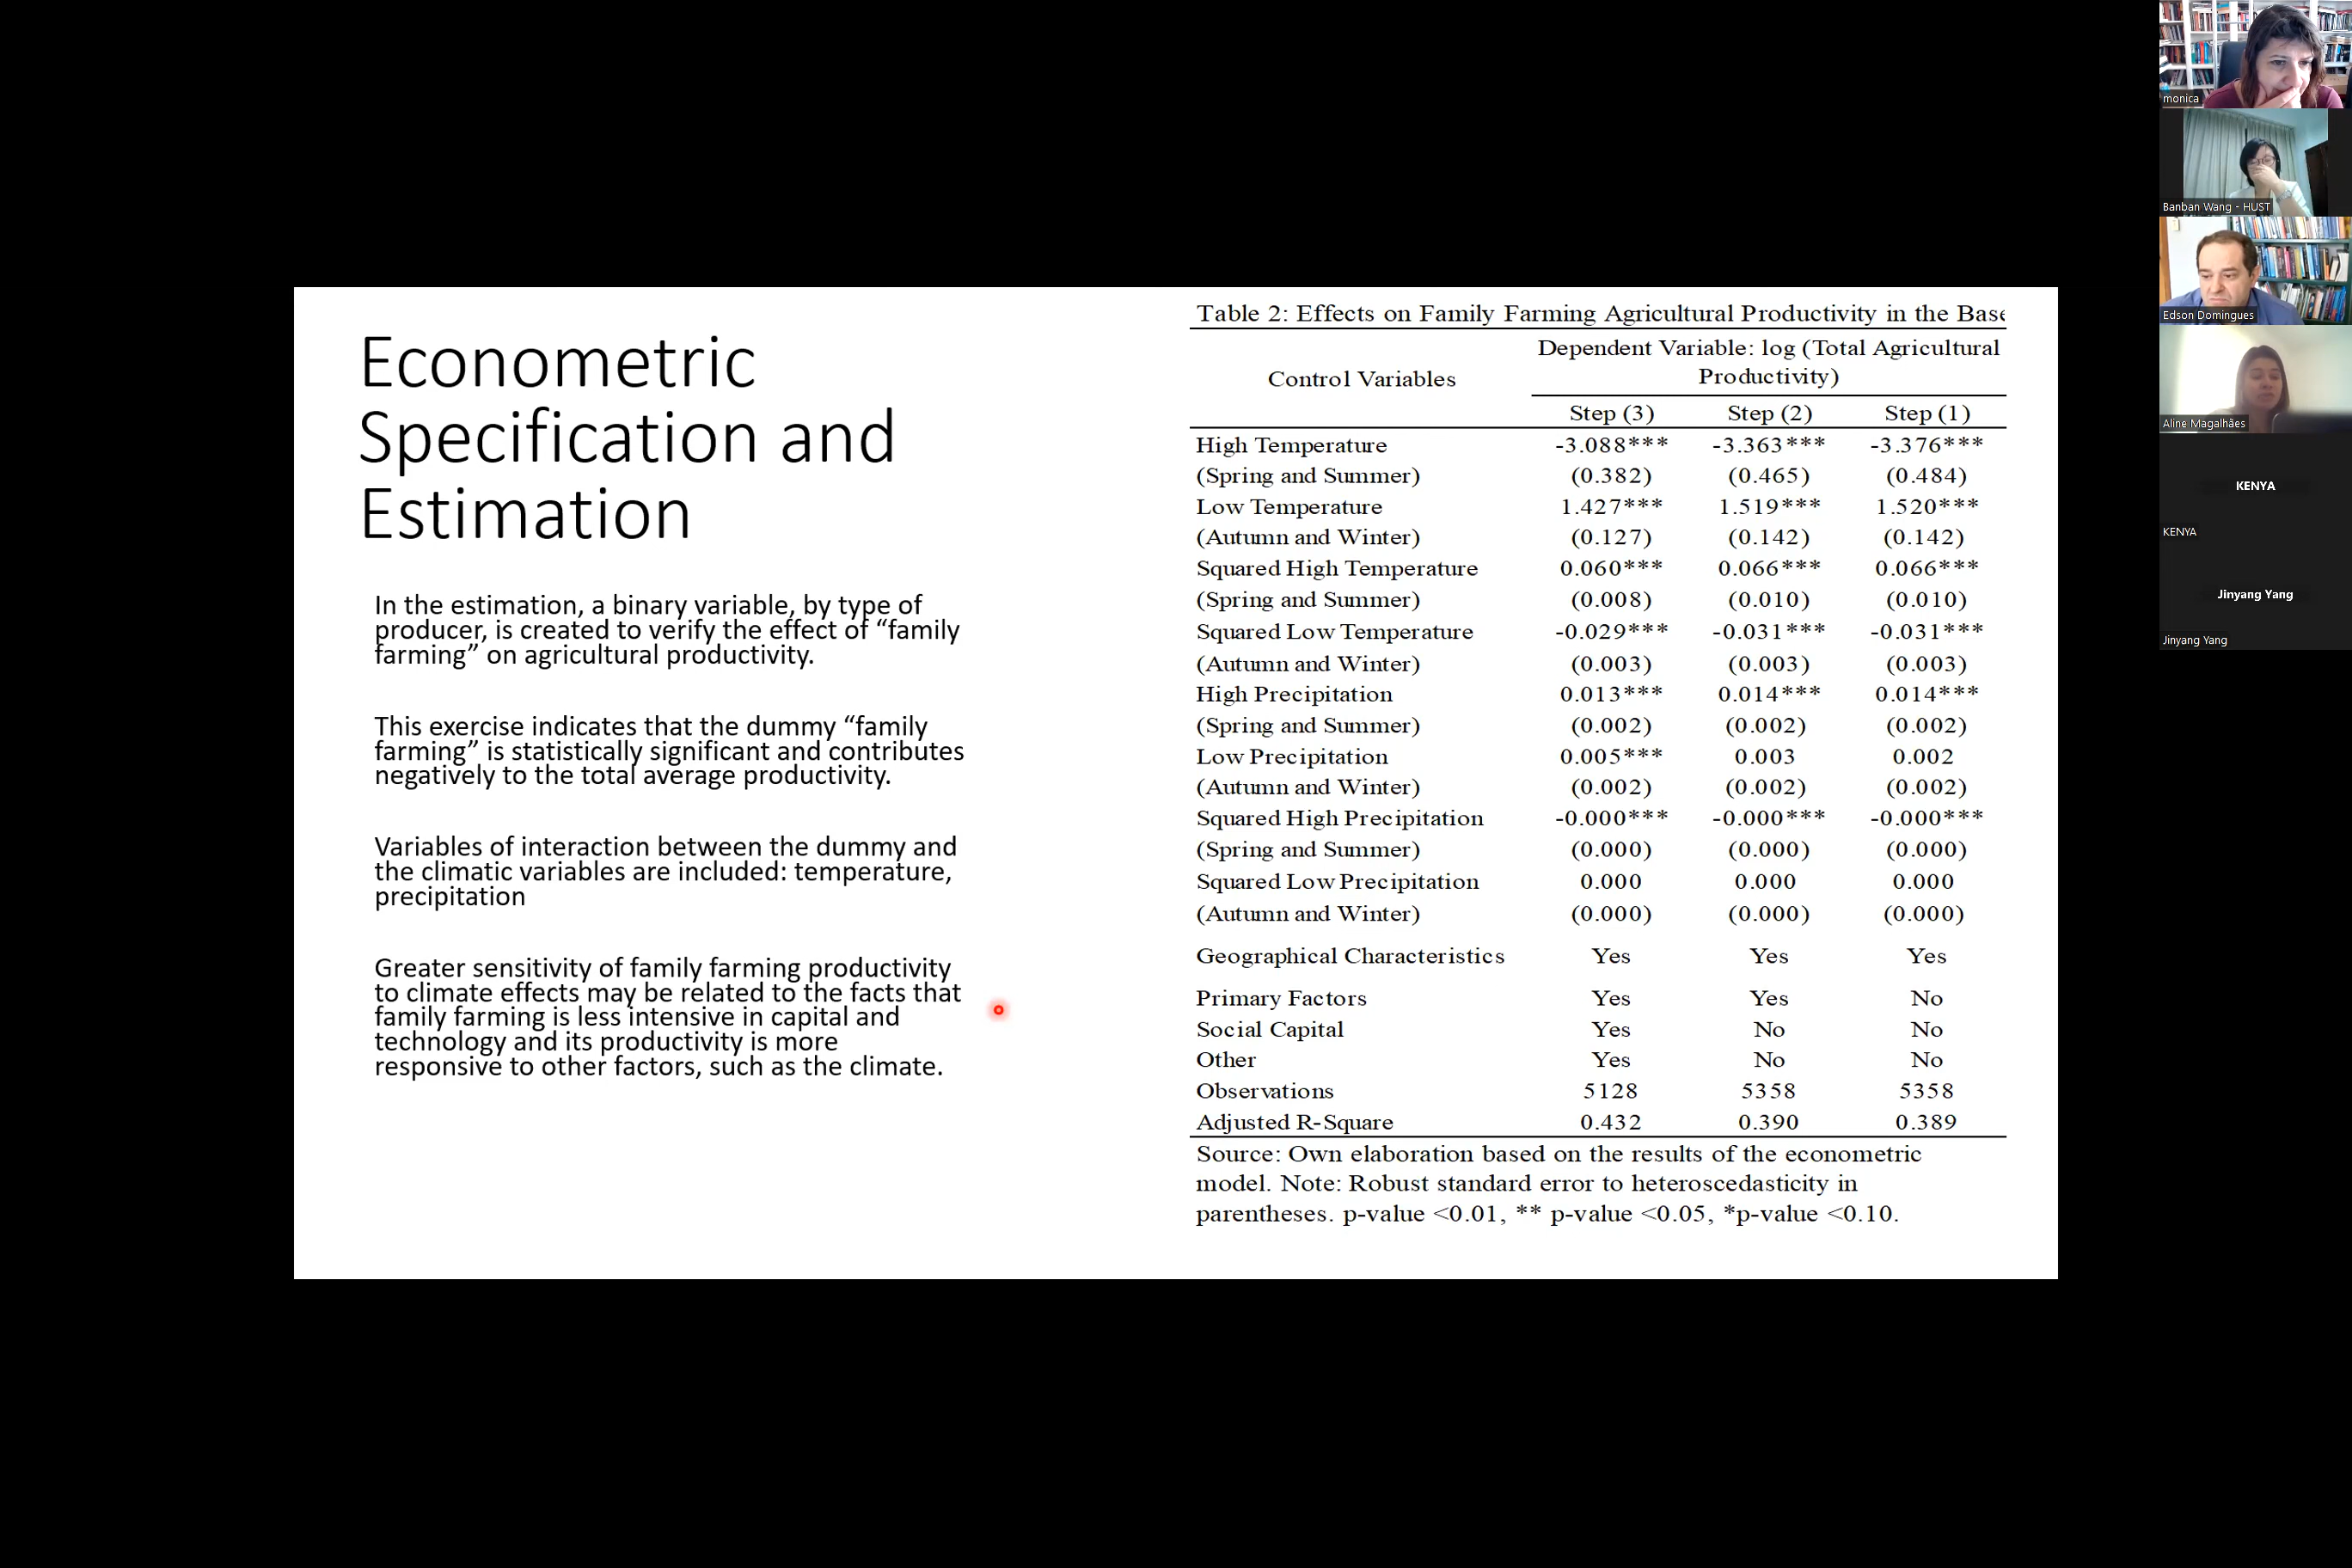 Econometric
Specification and
Estimation
In the estimation, a binary variable, by type of
producer, is created to verify the effect of “family
farming” on agricultural productivity.
This exercise indicates that the dummy “family
farming” is statistically significant and contributes
negatively to the total average productivity.
Variables of interaction between the dummy and
the climatic variables are included: temperature,
precipitation
Greater sensitivity of family farming productivity
to climate effects may be related to the facts that
family farming is less intensive in capital and
technology and its productivity is more
responsive to other factors, such as the climate.
Table 2: Effects on Family Farming Agricultural Productivity in the Base
Dependent Variable: log (Total Agricultural
Productivity)
Control Variables
Step (3) Step (2) Step (1)
High Temperature -3.088*** -3.363*** -3.376***
(Spring and Summer) (0.382) (0.465) (0.484)
Low Temperature 1.427*** 1.519*** 1.520***
(Autumn and Winter) (0.127) (0.142) (0.142)
Squared High Temperature 0.060*** 0.066*** 0.066***
(Spring and Summer) (0.008) (0.010) (0.010)
Squared Low Temperature -0.029*** -0.031*** -0.031***
(Autumn and Winter) (0.003) (0.003) (0.003)
High Precipitation 0.013*** 0.014*** 0.014***
(Spring and Summer) (0.002) (0.002) (0.002)
Low Precipitation 0.005*** 0.003 0.002
(Autumn and Winter) (0.002) (0.002) (0.002)
Squared High Precipitation -0.000*** -0.000*** -0.000***
(Spring and Summer) (0.000) (0.000) (0.000)
Squared Low Precipitation 0.000 0.000 0.000
(Autumn and Winter) (0.000) (0.000) (0.000)
Geographical Characteristics Yes Yes Yes
Primary Factors Yes Yes No
Social Capital Yes No No
Other Yes No No
Observations 5128 5358 5358
Adjusted R-Square 0.432 0.390 0.389
Source: Own elaboration based on the results of the econometric
model. Note: Robust standard error to heteroscedasticity in
parentheses. p-value <0.01, ** p-value <0.05, *p-value <0.10.
monica
Banban Wang - HUST
Edson Domingues
Aline Magalhães
KENYA
KENYA
Jinyang Yang
Jinyang Yang